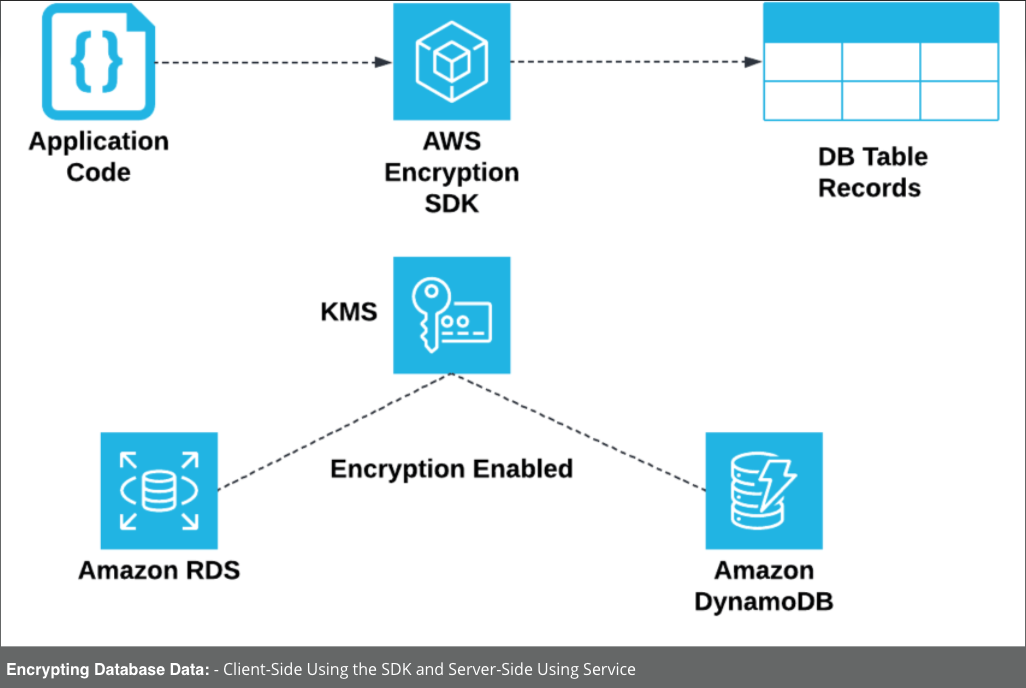 {}
Application
Code
AWS
Encryption
SDK
DB Table
Records
KMS
Encryption Enabled
Amazon RDS
Amazon
DynamoDB
Encrypting Database Data: - Client-Side Using the SDK and Server-Side Using Service